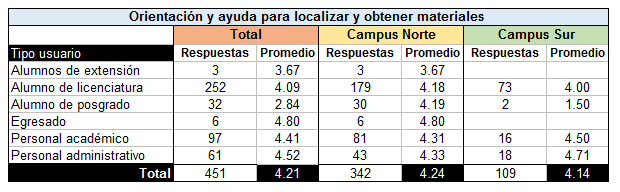 Orientación y ayuda para localizar y obtener materiales
Total Campus Norte Campus Sur
Tipo usuario Respuestas Promedio Respuestas Promedio Respuestas Promedio
Alumnos de extensión 3 3.67 3 3.67
Alumno de licenciatura 252 4.09 179 4.18 73 4.00
Alumno de posgrado 32 2.84 30 4.19 2 1.50
Egresado 6 4.80 6 4.80
Personal académico 97 4.41 81 4.31 16 4.50
Personal administrativo 61 4.52 43 4.33 18 4.71
Total 451 4.21 342 4.24 109 4.14